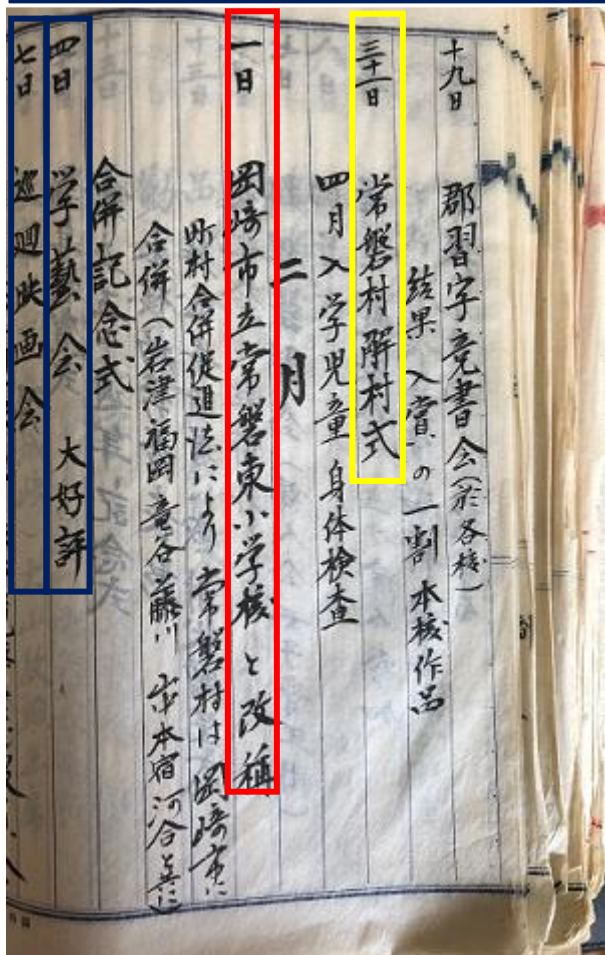 十九日 郡習字競書会(於各校)
結果 入賞の一割 本校作品
三十一日 常磐村解村式
四月入学児童 身体検査
二月
一日 岡崎市立常磐東小学校と改称
町村合併促進法により常磐村は岡崎市に
合併(岩津福岡竜谷藤川山中本宿河合と共に)
合併記念式
四日 学藝会 大好評
七日 巡廻映画会